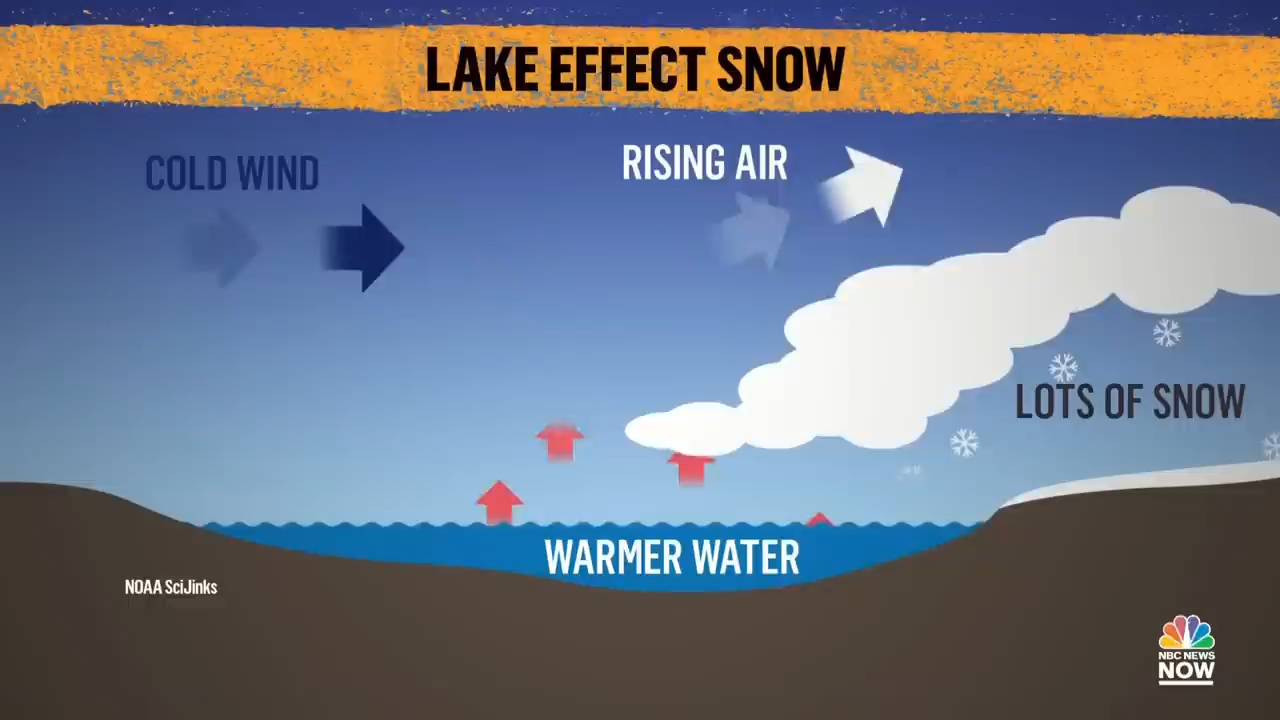 LAKE EFFECT SNOW
COLD WIND
RISING AIR
LOTS OF SNOW
WARMER WATER
NOAA SciJinks
NBC NEWS
NOW